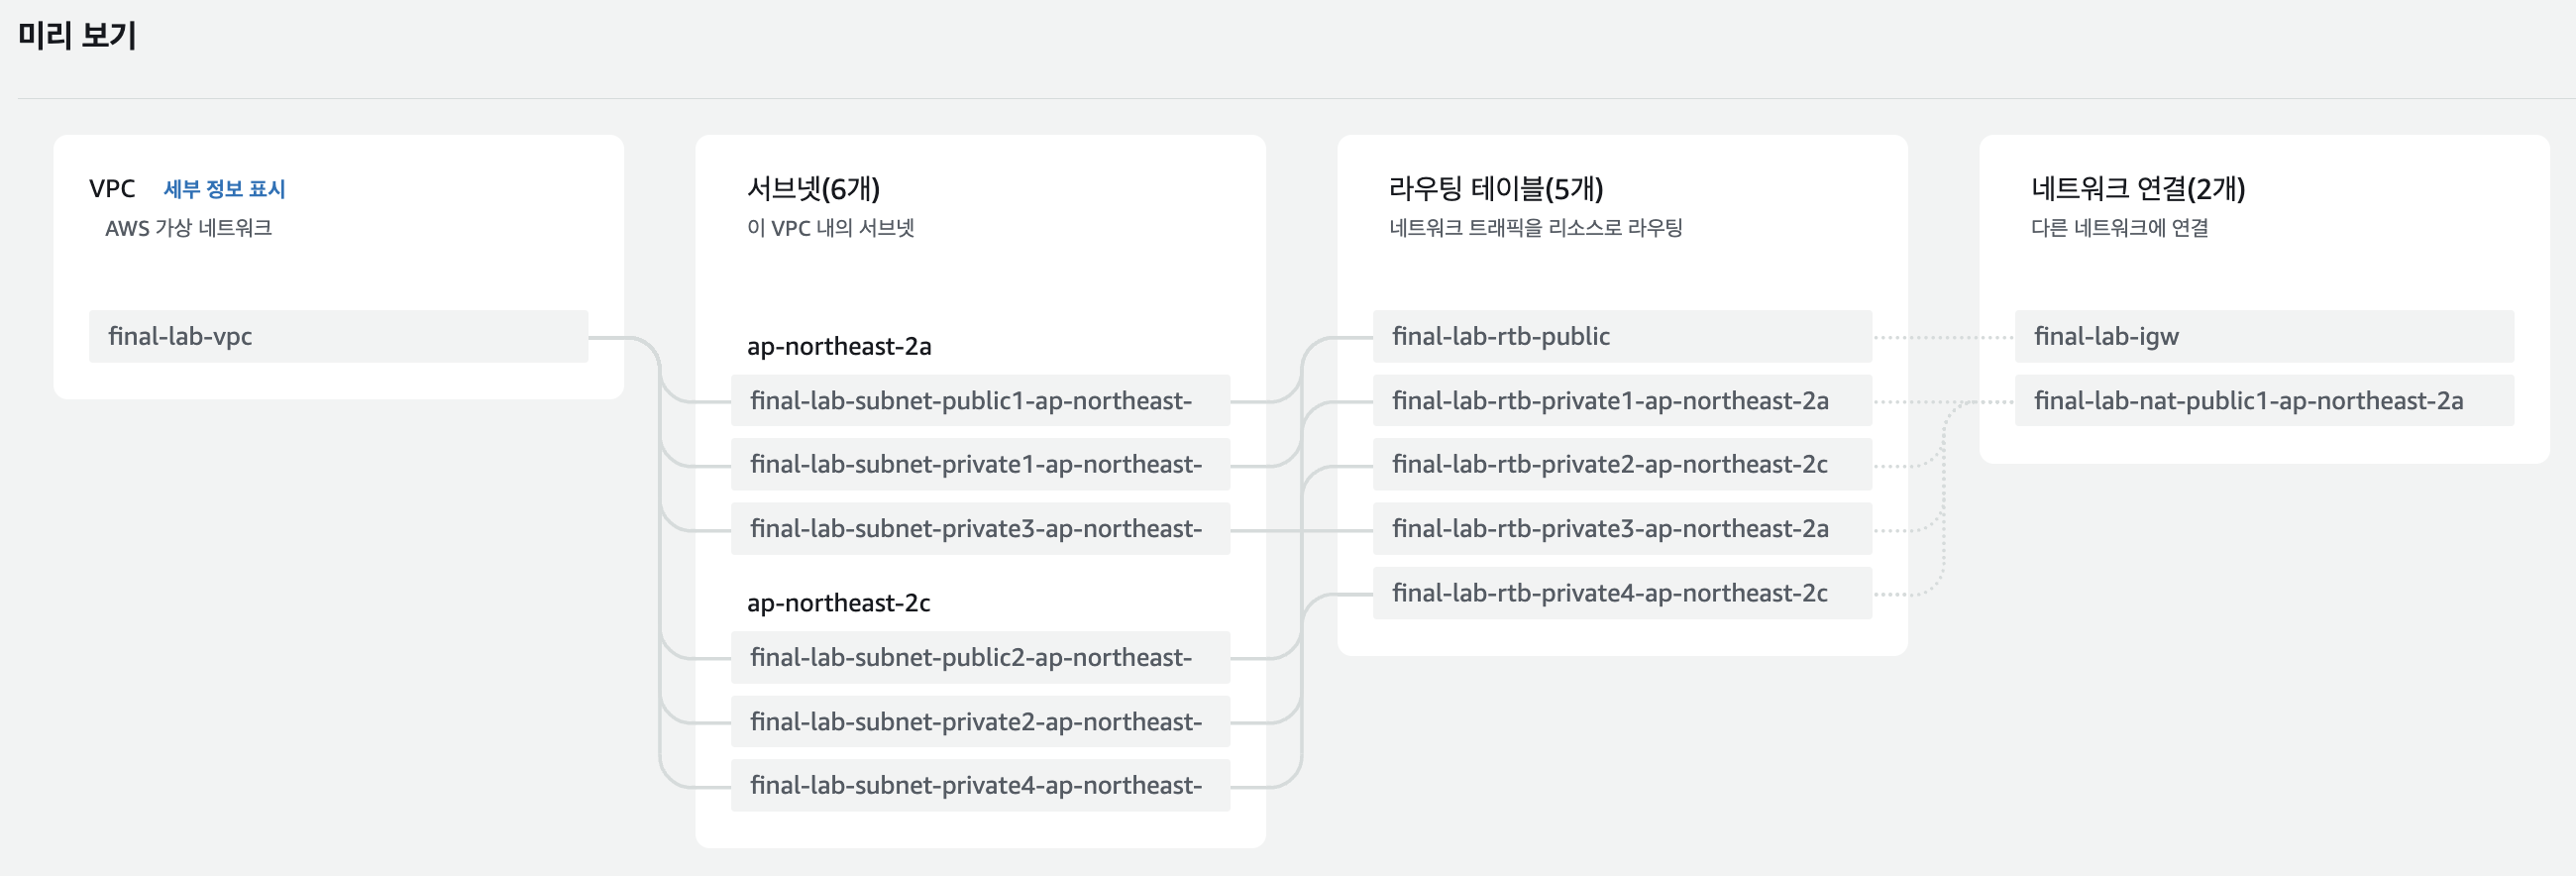 미리 보기
VPC 세부 정보 표시
AWS 가상 네트워크
final-lab-vpc
서브넷(6개)
이 VPC 내의 서브넷
ap-northeast-2a
final-lab-subnet-public1-ap-northeast-
final-lab-subnet-private1-ap-northeast-
final-lab-subnet-private3-ap-northeast-
ap-northeast-2c
final-lab-subnet-public2-ap-northeast-
final-lab-subnet-private2-ap-northeast-
final-lab-subnet-private4-ap-northeast-
라우팅 테이블(5개)
네트워크 트래픽을 리소스로 라우팅
final-lab-rtb-public
final-lab-rtb-private1-ap-northeast-2a
final-lab-rtb-private2-ap-northeast-2c
final-lab-rtb-private3-ap-northeast-2a
final-lab-rtb-private4-ap-northeast-2c
네트워크 연결(2개)
다른 네트워크에 연결
final-lab-igw
final-lab-nat-public1-ap-northeast-2a